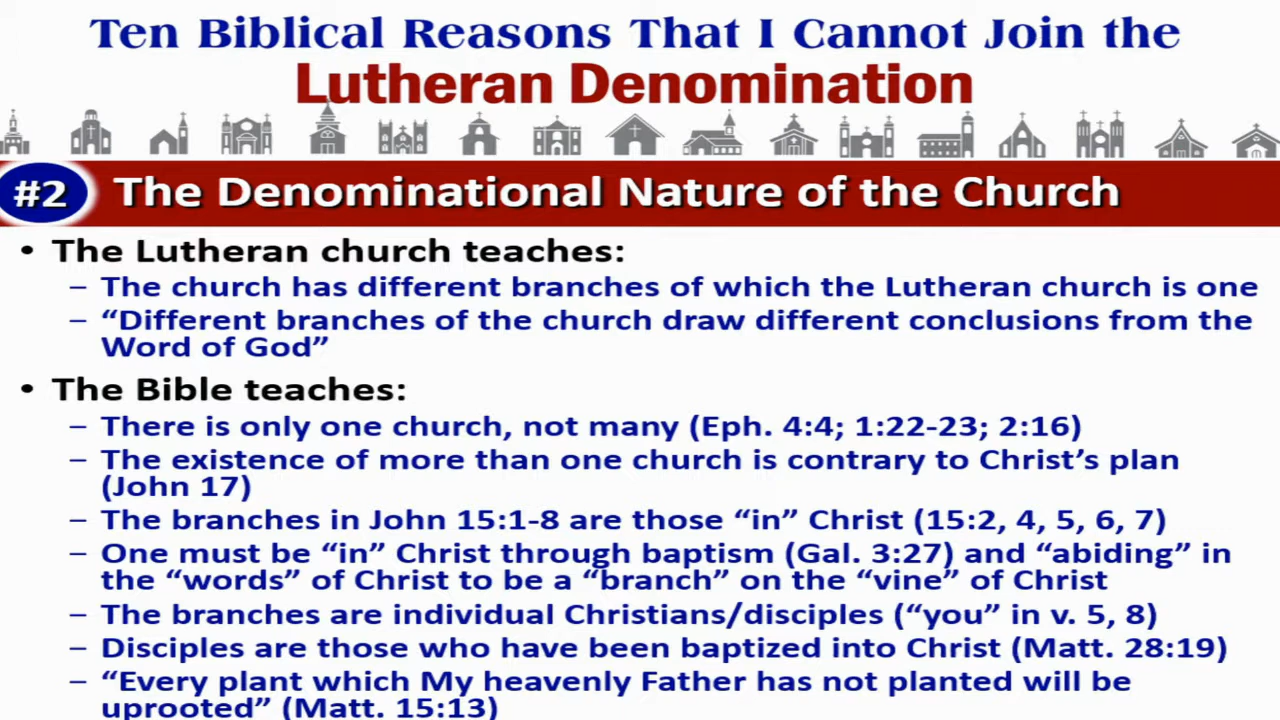 Ten Biblical Reasons That I Cannot Join the
Lutheran Denomination
#2 The Denominational Nature of the Church
• The Lutheran church teaches:
– The church has different branches of which the Lutheran church is one
– “Different branches of the church draw different conclusions from the
Word of God”
• The Bible teaches:
– There is only one church, not many (Eph. 4:4; 1:22-23; 2:16)
– The existence of more than one church is contrary to Christ’s plan
(John 17)
– The branches in John 15:1-8 are those “in” Christ (15:2, 4, 5, 6, 7)
– One must be “in” Christ through baptism (Gal. 3:27) and “abiding” in
the “words” of Christ to be a “branch” on the “vine” of Christ
– The branches are individual Christians/disciples (“you” in v. 5, 8)
– Disciples are those who have been baptized into Christ (Matt. 28:19)
– “Every plant which My heavenly Father has not planted will be
uprooted” (Matt. 15:13)